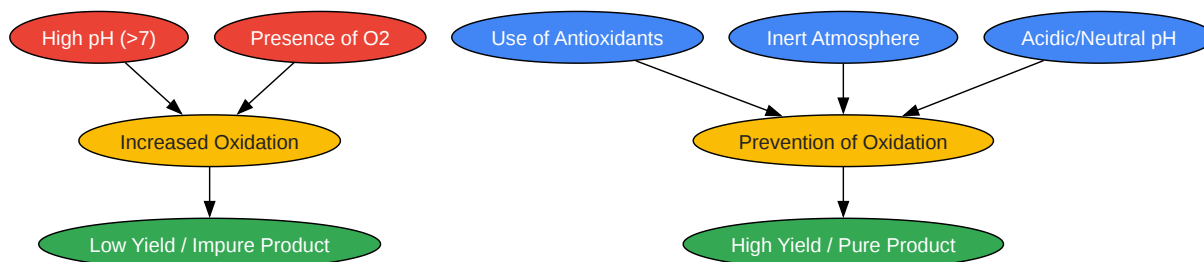 High pH (>7)
Presence of O2
Use of Antioxidants
Inert Atmosphere
Acidic/Neutral pH
Increased Oxidation
Prevention of Oxidation
Low Yield / Impure Product
High Yield / Pure Product